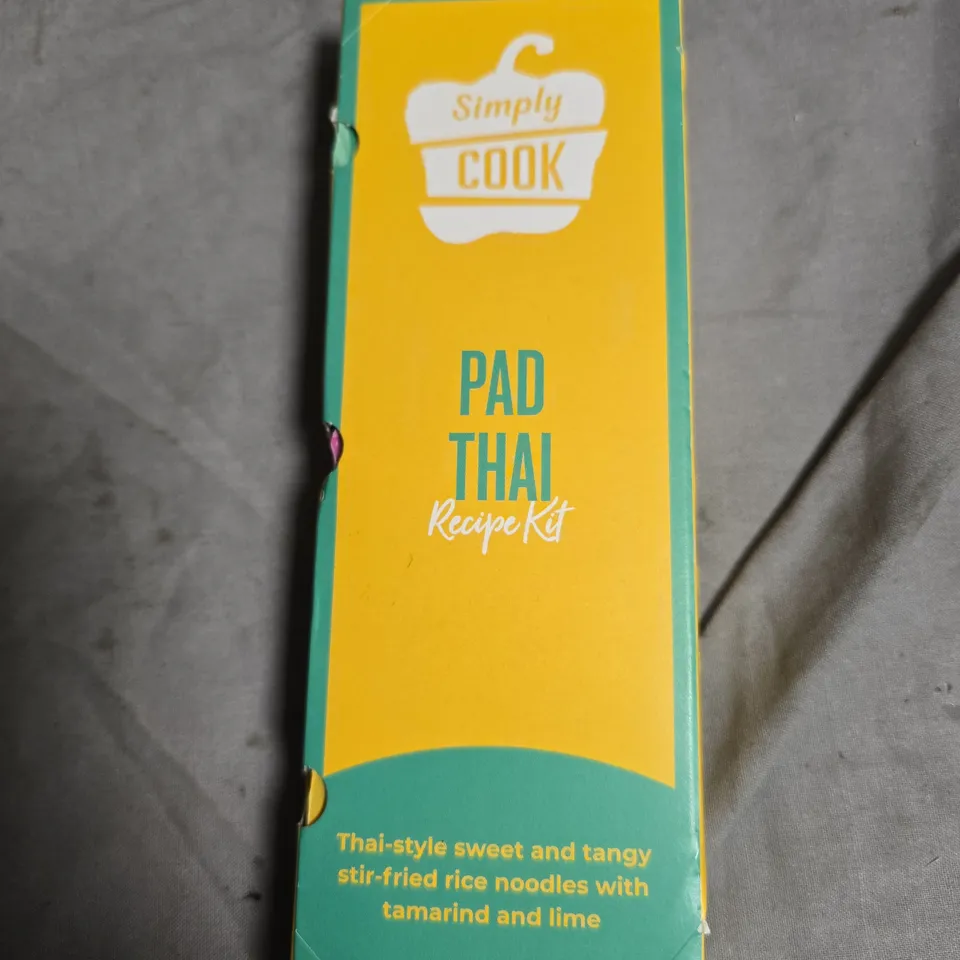 Simply
COOK
PAD
THAI
Recipe Kit
Thai-style sweet and tangy
stir-fried rice noodles with
tamarind and lime